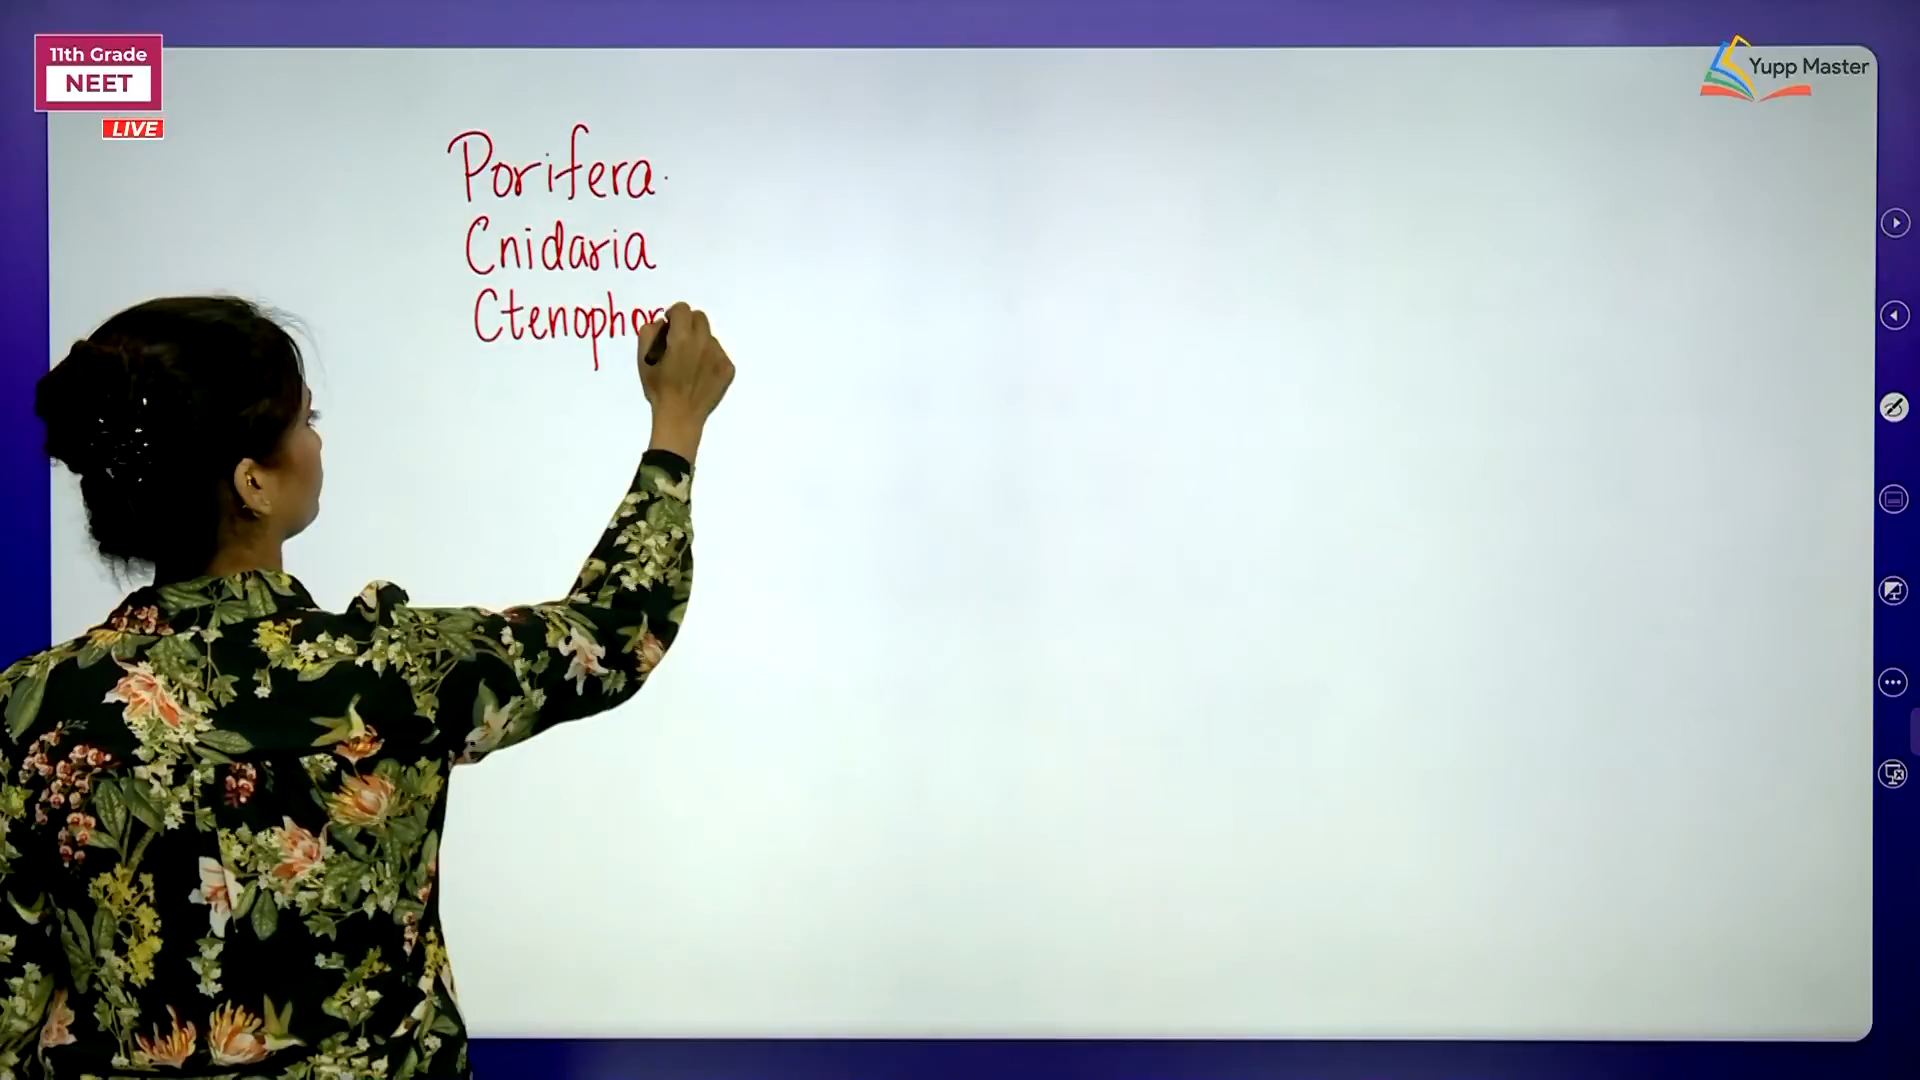 11th Grade
NEET
LIVE
Yupp Master
Porifera.
Cnidaria
Ctenophor